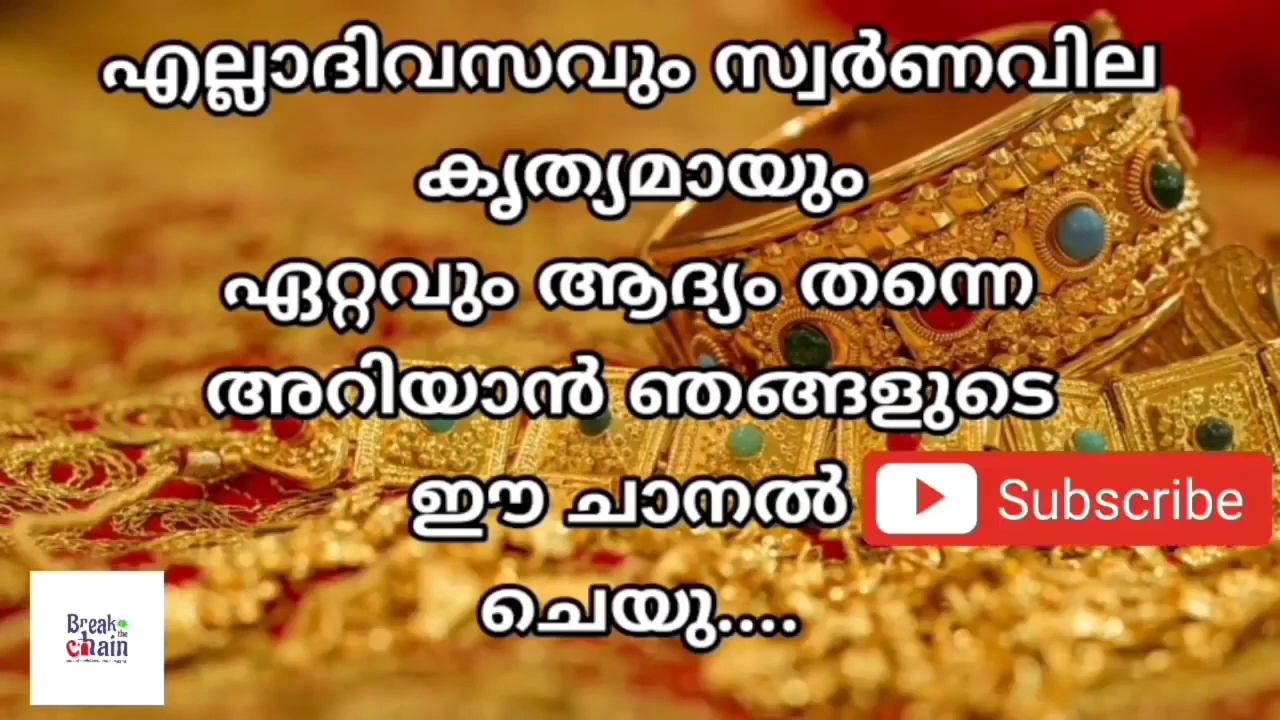 എല്ലാദിവസവും സ്വർണവില
കൃത്യമായും
ഏറ്റവും ആദ്യം തന്നെ
അറിയാൻ ഞങ്ങളുടെ
ഈ ചാനൽ Subscribe
ചെയു....
Break
the
chain